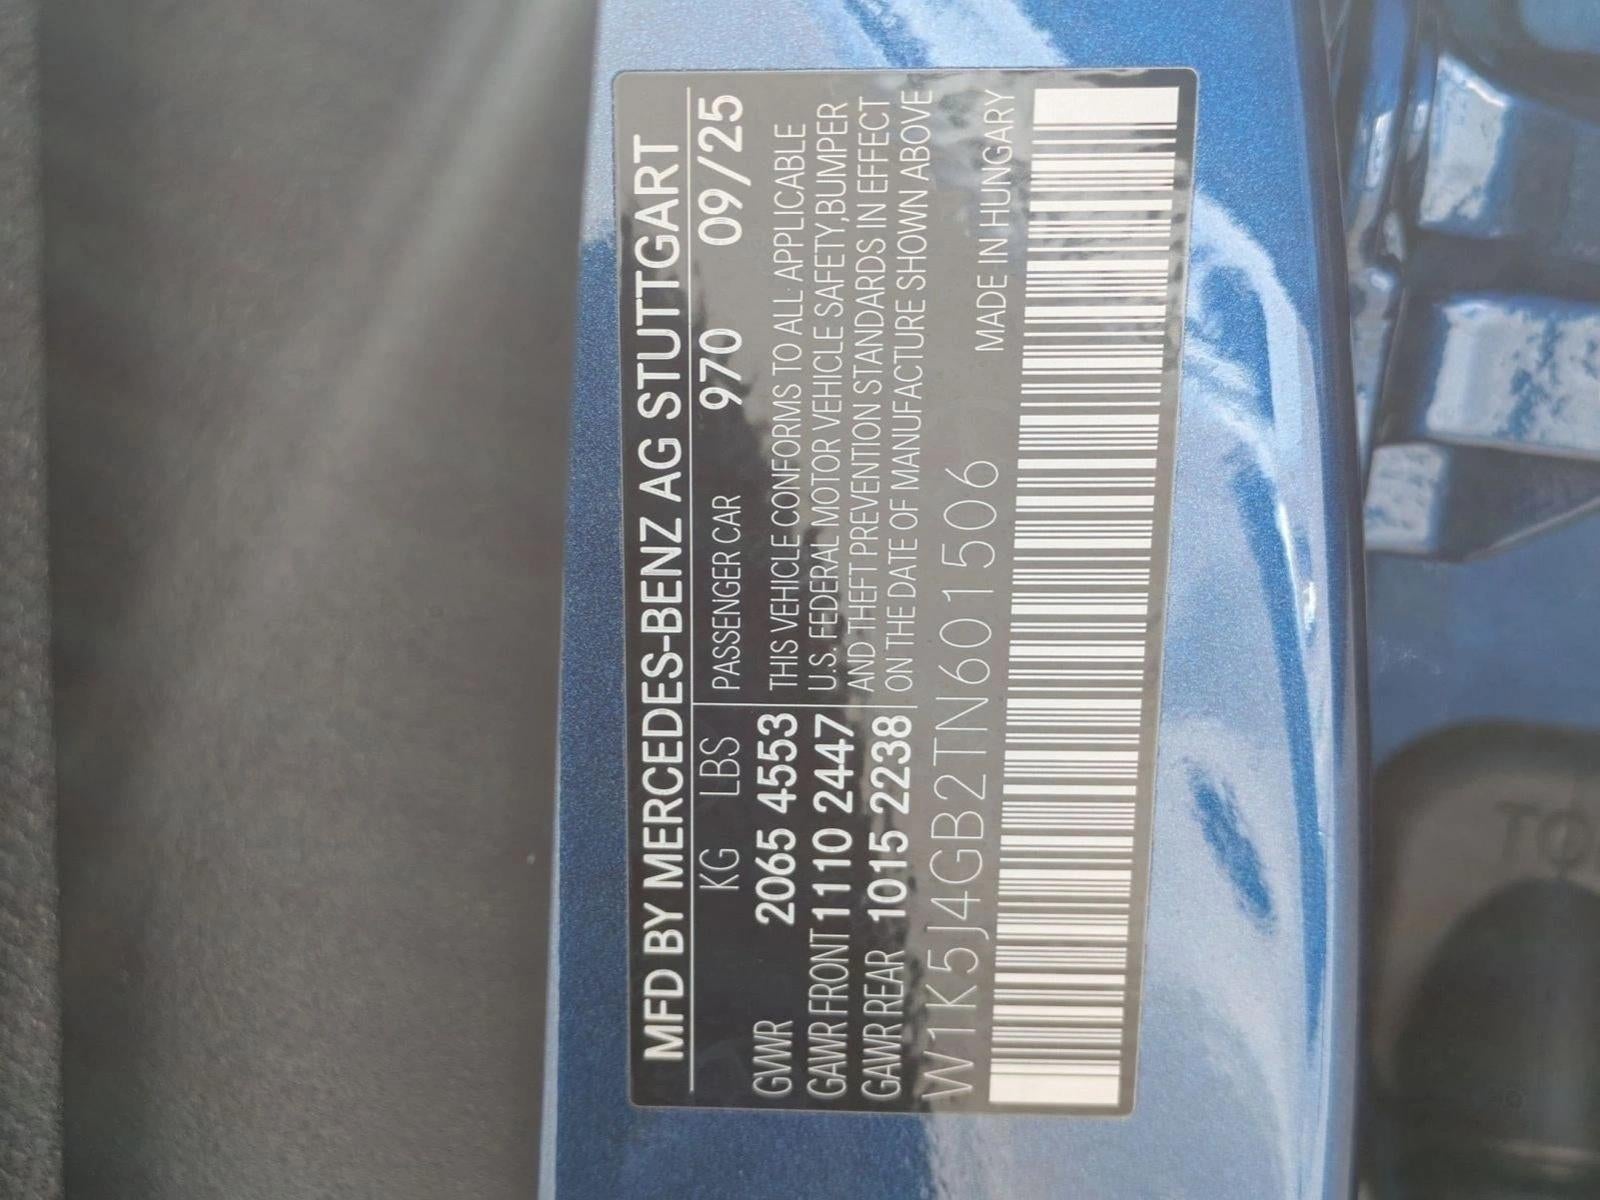 MFD BY MERCEDES-BENZ AG STUTTGART
KG LBS PASSENGER CAR 970 09/25
GVWR 2065 4553 THIS VEHICLE CONFORMS TO ALL APPLICABLE
GAWR FRONT 1110 2447 U.S. FEDERAL MOTOR VEHICLE SAFETY, BUMPER
GAWR REAR 1015 2238 AND THEFT PREVENTION STANDARDS IN EFFECT
ON THE DATE OF MANUFACTURE SHOWN ABOVE
W1K5J4GB2TN601506 MADE IN HUNGARY